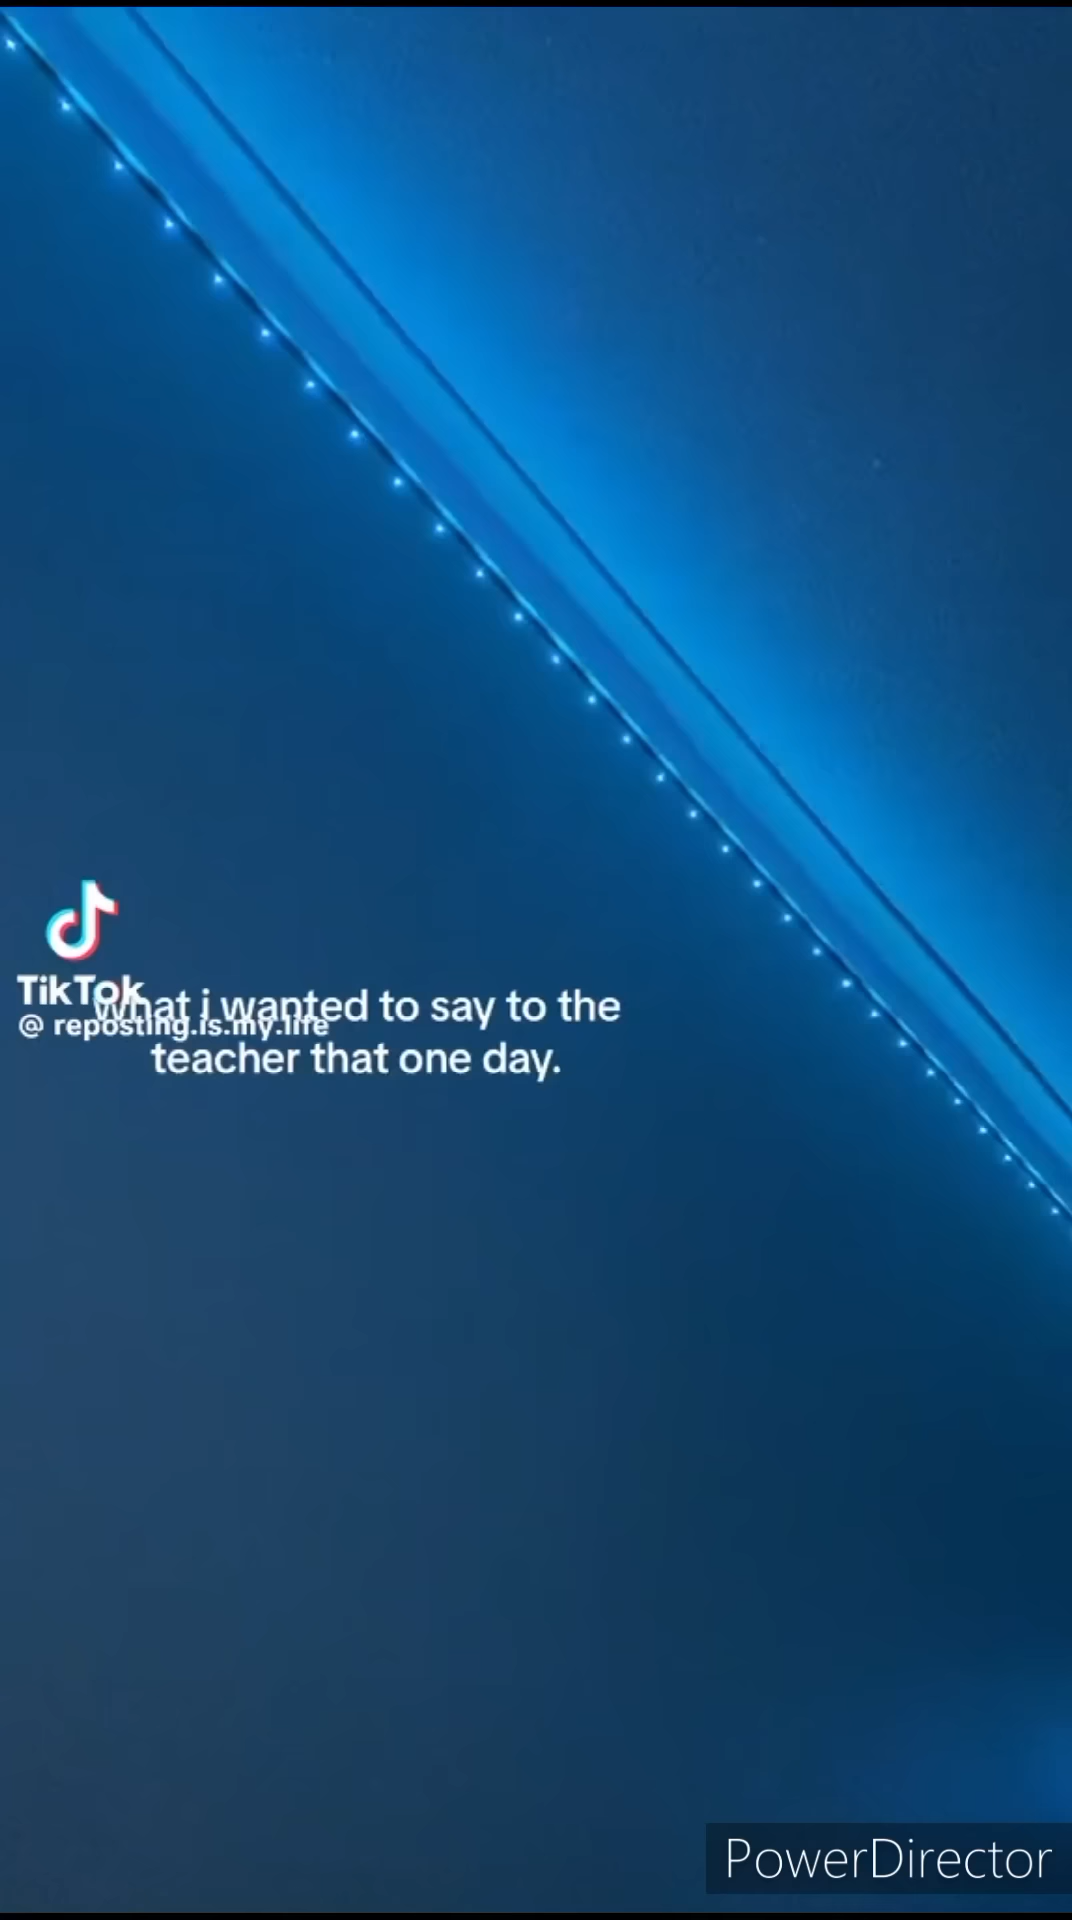 TikTok
@ reposting.is.my.life
what i wanted to say to the
teacher that one day.
PowerDirector